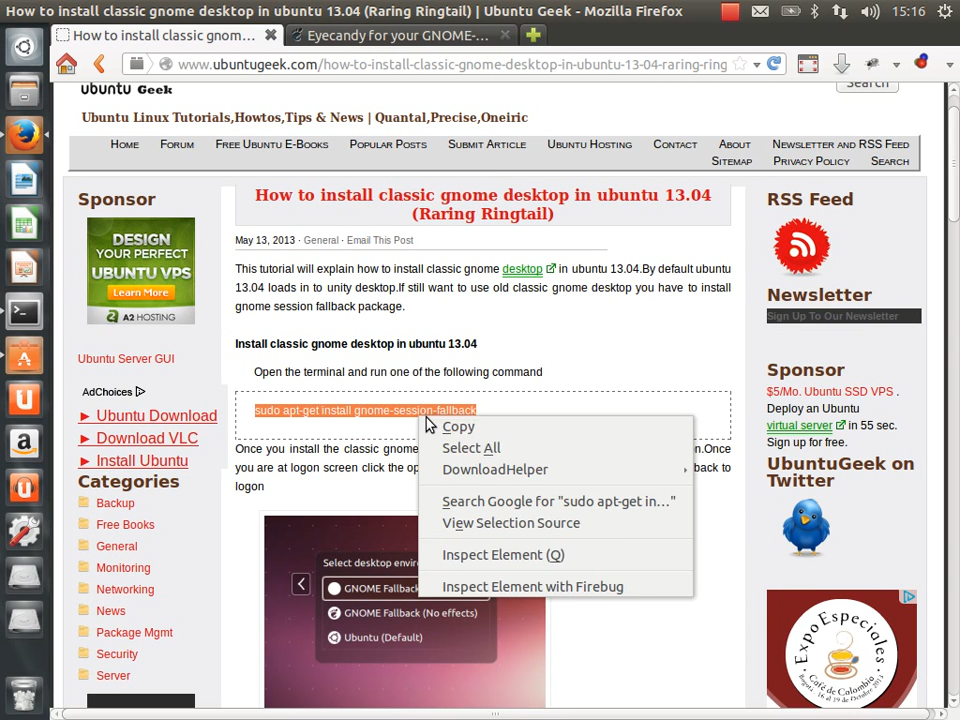 How to install classic gnome desktop in ubuntu 13.04 (Raring Ringtail) | Ubuntu Geek - Mozilla Firefox
15:16
How to install classic gnom...
Eyecandy for your GNOME-...
www.ubuntugeek.com/how-to-install-classic-gnome-desktop-in-ubuntu-13-04-raring-ring
Ubuntu Geek
Search
Ubuntu Linux Tutorials,Howtos,Tips & News | Quantal,Precise,Oneiric
Home Forum Free Ubuntu E-Books Popular Posts Submit Article Ubuntu Hosting Contact About Newsletter and RSS Feed
Sitemap Privacy Policy Search
Sponsor
DESIGN
YOUR PERFECT
UBUNTU VPS
Learn More
A2 HOSTING
Ubuntu Server GUI
AdChoices
► Ubuntu Download
► Download VLC
► Install Ubuntu
Categories
Backup
Free Books
General
Monitoring
Networking
News
Package Mgmt
Security
Server
How to install classic gnome desktop in ubuntu 13.04
(Raring Ringtail)
May 13, 2013 · General · Email This Post
This tutorial will explain how to install classic gnome desktop in ubuntu 13.04.By default ubuntu
13.04 loads in to unity desktop.If still want to use old classic gnome desktop you have to install
gnome session fallback package.
Install classic gnome desktop in ubuntu 13.04
Open the terminal and run one of the following command
sudo apt-get install gnome-session-fallback
Once you install the classic gnome n.Once
you are at logon screen click the op back to
logon
Copy
Select All
DownloadHelper
Search Google for "sudo apt-get in..."
View Selection Source
Inspect Element (Q)
Inspect Element with Firebug
Select desktop envir
GNOME Fallback
GNOME Fallback (No effects)
Ubuntu (Default)
RSS Feed
Newsletter
Sign Up To Our Newsletter
Sponsor
$5/Mo. Ubuntu SSD VPS .
Deploy an Ubuntu
virtual server in 55 sec.
Sign up for free.
UbuntuGeek on
Twitter
EXPO ESPECIALES
Café de Colombia